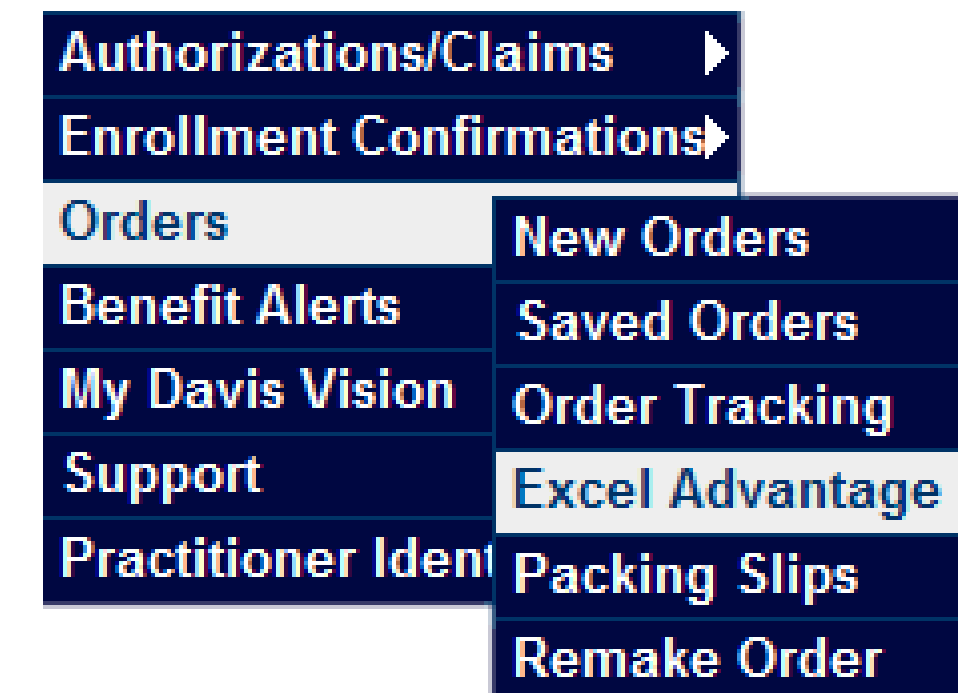 Authorizations/Claims
Enrollment Confirmations
Orders
Benefit Alerts
My Davis Vision
Support
Practitioner
New Orders
Saved Orders
Order Tracking
Excel Advantage
Packing Slips
Remake Order